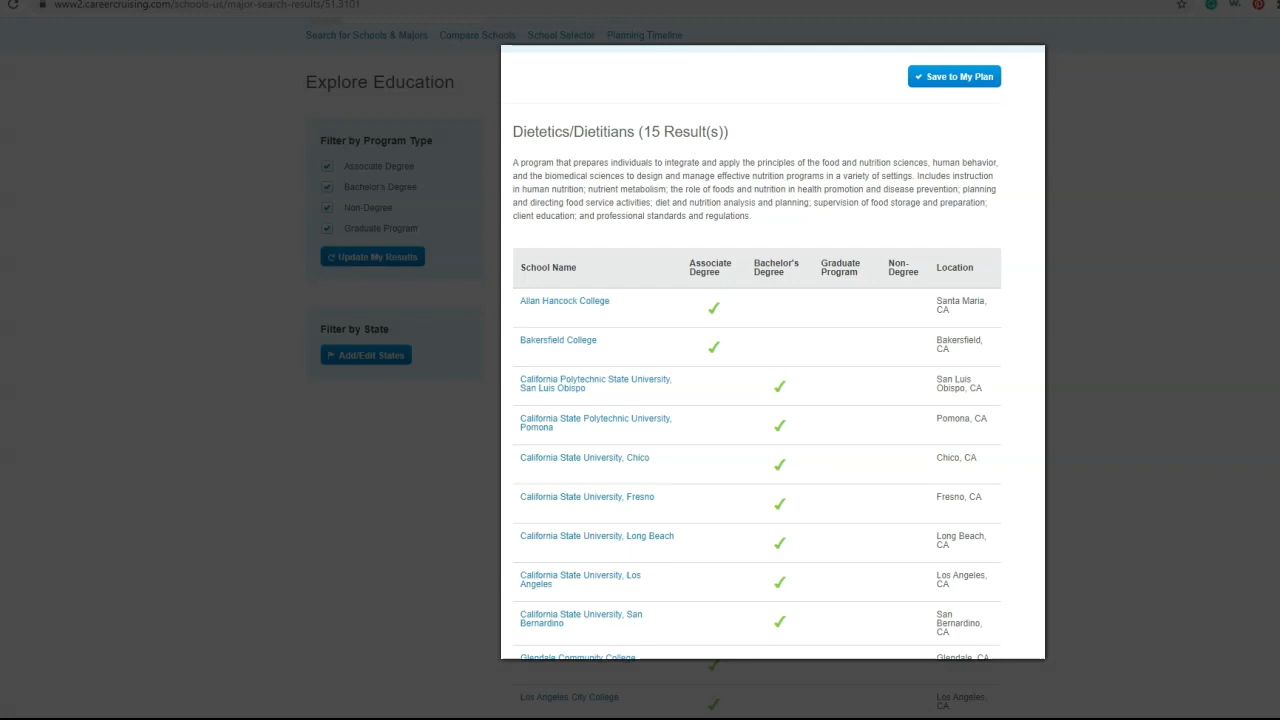 www2.careercruising.com/schools-us/major-search-results/51.3101
Search for Schools & Majors Compare Schools School Selector Planning Timeline
Explore Education
Filter by Program Type
Associate Degree
Bachelor's Degree
Non-Degree
Graduate Program
Update My Results
Filter by State
Add/Edit States
Save to My Plan
Dietetics/Dietitians (15 Result(s))
A program that prepares individuals to integrate and apply the principles of the food and nutrition sciences, human behavior,
and the biomedical sciences to design and manage effective nutrition programs in a variety of settings. Includes instruction
in human nutrition; nutrient metabolism; the role of foods and nutrition in health promotion and disease prevention; planning
and directing food service activities; diet and nutrition analysis and planning; supervision of food storage and preparation;
client education; and professional standards and regulations.
School Name Associate Degree Bachelor's Degree Graduate Program Non-Degree Location
Allan Hancock College Santa Maria, CA
Bakersfield College Bakersfield, CA
California Polytechnic State University, San Luis Obispo San Luis Obispo, CA
California State Polytechnic University, Pomona Pomona, CA
California State University, Chico Chico, CA
California State University, Fresno Fresno, CA
California State University, Long Beach Long Beach, CA
California State University, Los Angeles Los Angeles, CA
California State University, San Bernardino San Bernardino, CA
Glendale Community College Glendale, CA
Los Angeles City College Los Angeles, CA